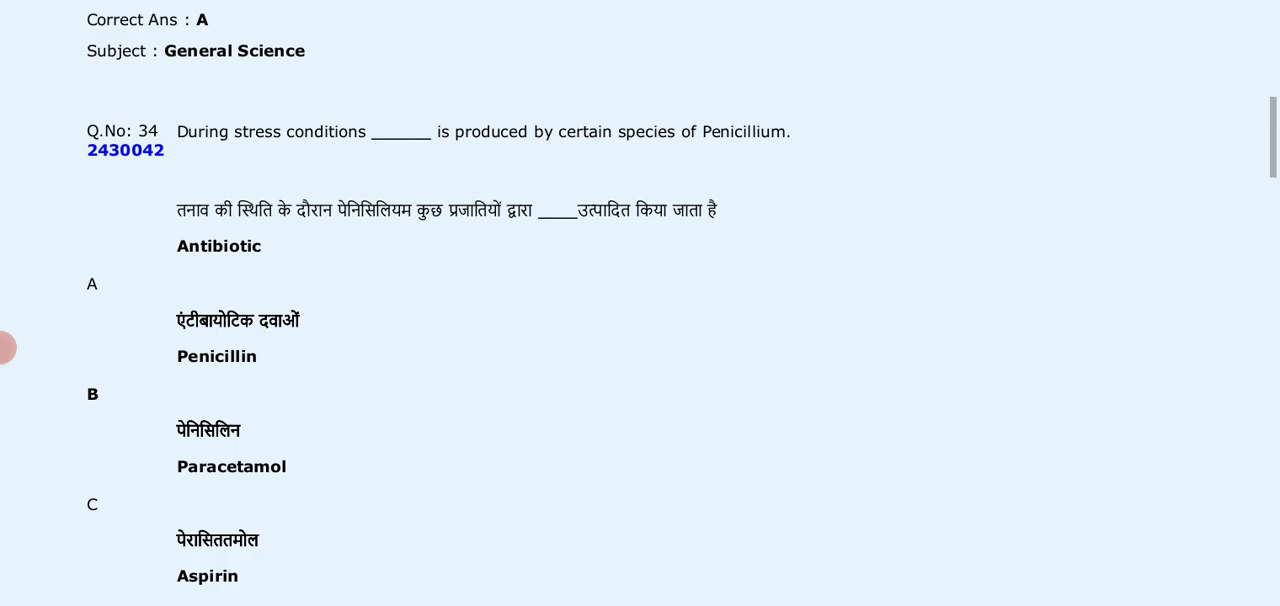 Correct Ans : A
Subject : General Science
Q.No: 34 During stress conditions _______ is produced by certain species of Penicillium.
2430042
तनाव की स्थिति के दौरान पेनिसिलियम कुछ प्रजातियों द्वारा _____उत्पादित किया जाता है
Antibiotic
A
एंटीबायोटिक दवाओं
Penicillin
B
पेनिसिलिन
Paracetamol
C
पेरासिततमोल
Aspirin